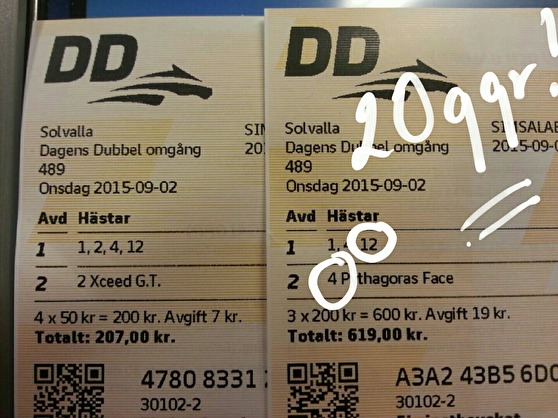 DD
Solvalla
Dagens Dubbel omgång
489
Onsdag 2015-09-02
Avd Hästar
1 1, 2, 4, 12
2 2 Xceed G.T.
4 x 50 kr = 200 kr. Avgift 7 kr.
Totalt: 207,00 kr.
4780 8331
30102-2
DD
20ggr!
Solvalla
Dagens Dubbel omgång
489
Onsdag 2015-09-02
Avd Hästar
1 1, 4, 12
2 4 Pythagoras Face
3 x 200 kr = 600 kr. Avgift 19 kr.
Totalt: 619,00 kr.
A3A2 43B5 6D0
30102-2